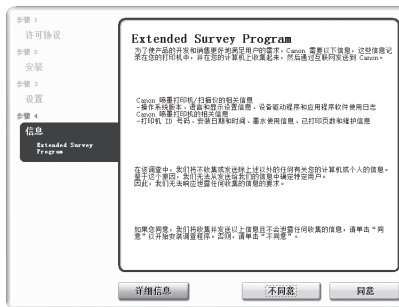 步骤 1
许可协议
步骤 2
安装
步骤 3
设置
步骤 4
信息
Extended Survey
Program
Extended Survey Program
为了使产品的开发和销售更好地满足用户的需求，Canon 需要以下信息，这些信息记
录在您的打印机中，并在您的计算机上收集起来，然后通过互联网发送到 Canon。
Canon 喷墨打印机/扫描仪的相关信息
-操作系统版本、语言和显示设置信息、设备驱动程序和应用程序软件使用日志
Canon 喷墨打印机的相关信息
-打印机 ID 号码、安装日期和时间、墨水使用信息、已打印页数和维护信息
在该调查中，我们将不收集或发送除上述以外的任何有关您的计算机或个人的信息。
鉴于这个原因，我们无法从发送给我们的信息中确定特定用户。
因此，我们无法响应泄露任何收集的信息的要求。
如果您同意，我们将收集并发送以上信息且不会泄露任何收集的信息，请单击“同
意”以开始安装调查程序。否则，请单击“不同意”。
详细信息
不同意
同意